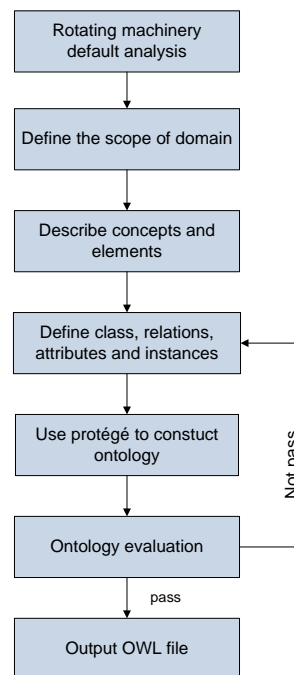 Rotating machinery
default analysis
Define the scope of domain
Describe concepts and
elements
Define class, relations,
attributes and instances
Use protégé to constuct
ontology
Not pass
Ontology evaluation
pass
Output OWL file